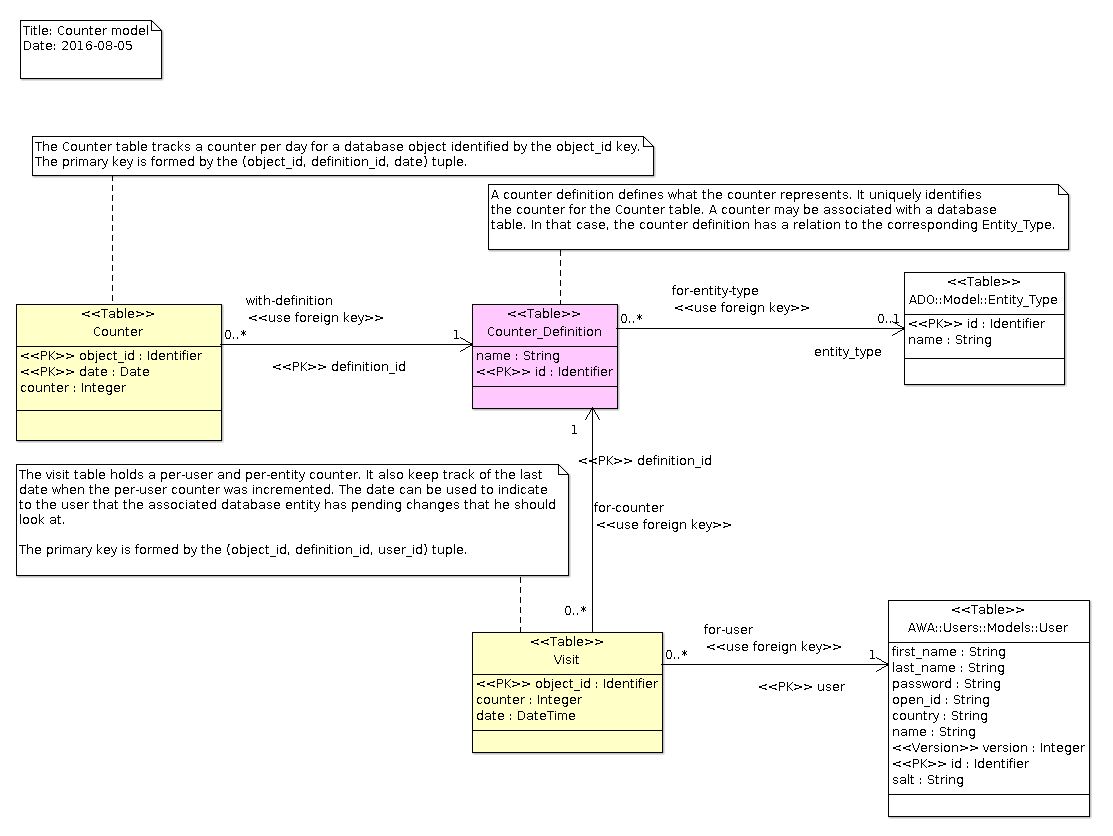 Title: Counter model
Date: 2016-08-05
The Counter table tracks a counter per day for a database object identified by the object_id key.
The primary key is formed by the (object_id, definition_id, date) tuple.
A counter definition defines what the counter represents. It uniquely identifies
the counter for the Counter table. A counter may be associated with a database
table. In that case, the counter definition has a relation to the corresponding Entity_Type.
<<Table>>
Counter
<<PK>> object_id : Identifier
<<PK>> date : Date
counter : Integer
with-definition
<<use foreign key>>
0..*
1
<<PK>> definition_id
<<Table>>
Counter_Definition
name : String
<<PK>> id : Identifier
for-entity-type
<<use foreign key>>
0..*
0..1
entity_type
<<Table>>
ADO::Model::Entity_Type
<<PK>> id : Identifier
name : String
1
<<PK>> definition_id
for-counter
<<use foreign key>>
0..*
The visit table holds a per-user and per-entity counter. It also keep track of the last
date when the per-user counter was incremented. The date can be used to indicate
to the user that the associated database entity has pending changes that he should
look at.
The primary key is formed by the (object_id, definition_id, user_id) tuple.
<<Table>>
Visit
<<PK>> object_id : Identifier
counter : Integer
date : DateTime
for-user
<<use foreign key>>
0..*
1
<<PK>> user
<<Table>>
AWA::Users::Models::User
first_name : String
last_name : String
password : String
open_id : String
country : String
name : String
<<Version>> version : Integer
<<PK>> id : Identifier
salt : String